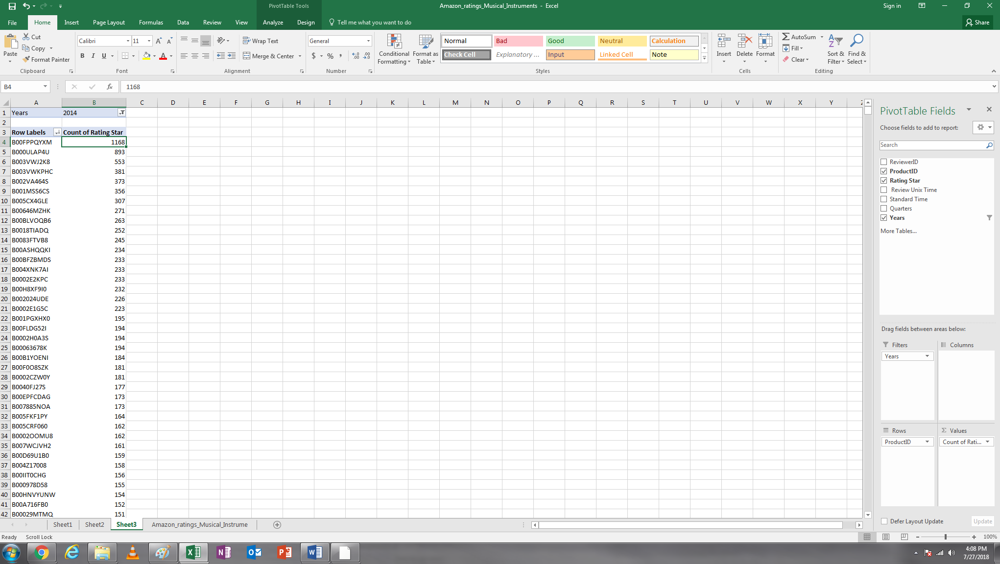 PivotTable Tools
Amazon_ratings_Musical_Instruments - Excel
Sign in
File
Home
Insert
Page Layout
Formulas
Data
Review
View
Analyze
Design
Tell me what you want to do
Share
Paste
Cut
Copy
Format Painter
Clipboard
Calibri
11
B I U
Font
Wrap Text
Merge & Center
Alignment
General
$ %
Number
Conditional Formatting
Format as Table
Normal
Bad
Good
Neutral
Calculation
Check Cell
Explanatory ...
Input
Linked Cell
Note
Styles
Insert
Delete
Format
Cells
AutoSum
Fill
Clear
Sort & Filter
Find & Select
Editing
B4
fx
1168
A B C D E F G H I J K L M N O P Q R S T U V W X Y
1 Years 2014
2
3 Row Labels Count of Rating Star
4 B00FPPQYXM 1168
5 B000ULAP4U 893
6 B003VWJ2K8 553
7 B003VWKPHC 381
8 B002VA464S 373
9 B001MSS6CS 356
10 B005CX4GLE 307
11 B00646MZHK 271
12 B00BLVOQB6 263
13 B0018TIADQ 252
14 B0083FTVB8 245
15 B00ASHQQKI 234
16 B00BFZBMDS 233
17 B004XNK7AI 233
18 B0002E2KPC 233
19 B00H8XF9I0 232
20 B002024UDE 226
21 B0002E1G5C 223
22 B001PGXHX0 195
23 B00FLDG52I 194
24 B0002H0A3S 194
25 B00063678K 194
26 B00B1YOENI 184
27 B00F0O8SZK 181
28 B0002CZW0Y 181
29 B0040FJ27S 177
30 B00EPFCDAG 173
31 B007885NOA 173
32 B005FKF1PY 164
33 B005CRF060 162
34 B0002OOMU8 162
35 B007WCJVH2 161
36 B00D69U1B0 159
37 B004Z17008 158
38 B00IIT0CHG 156
39 B000978D58 155
40 B00HNVYUNW 154
41 B00A716FB0 152
42 B00029MTMQ 151
PivotTable Fields
Choose fields to add to report:
Search
ReviewerID
ProductID
Rating Star
Review Unix Time
Standard Time
Quarters
Years
More Tables...
Drag fields between areas below:
Filters
Columns
Years
Rows
Values
ProductID
Count of Rati...
Defer Layout Update
Update
Sheet1
Sheet2
Sheet3
Amazon_ratings_Musical_Instrume
Ready
Scroll Lock
100%
4:08 PM
7/27/2018